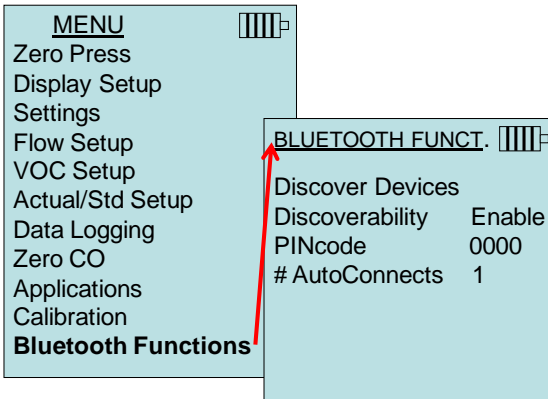 MENU
Zero Press
Display Setup
Settings
Flow Setup
VOC Setup
Actual/Std Setup
Data Logging
Zero CO
Applications
Calibration
Bluetooth Functions
BLUETOOTH FUNCT.
Discover Devices
Discoverability Enable
PINcode 0000
# AutoConnects 1